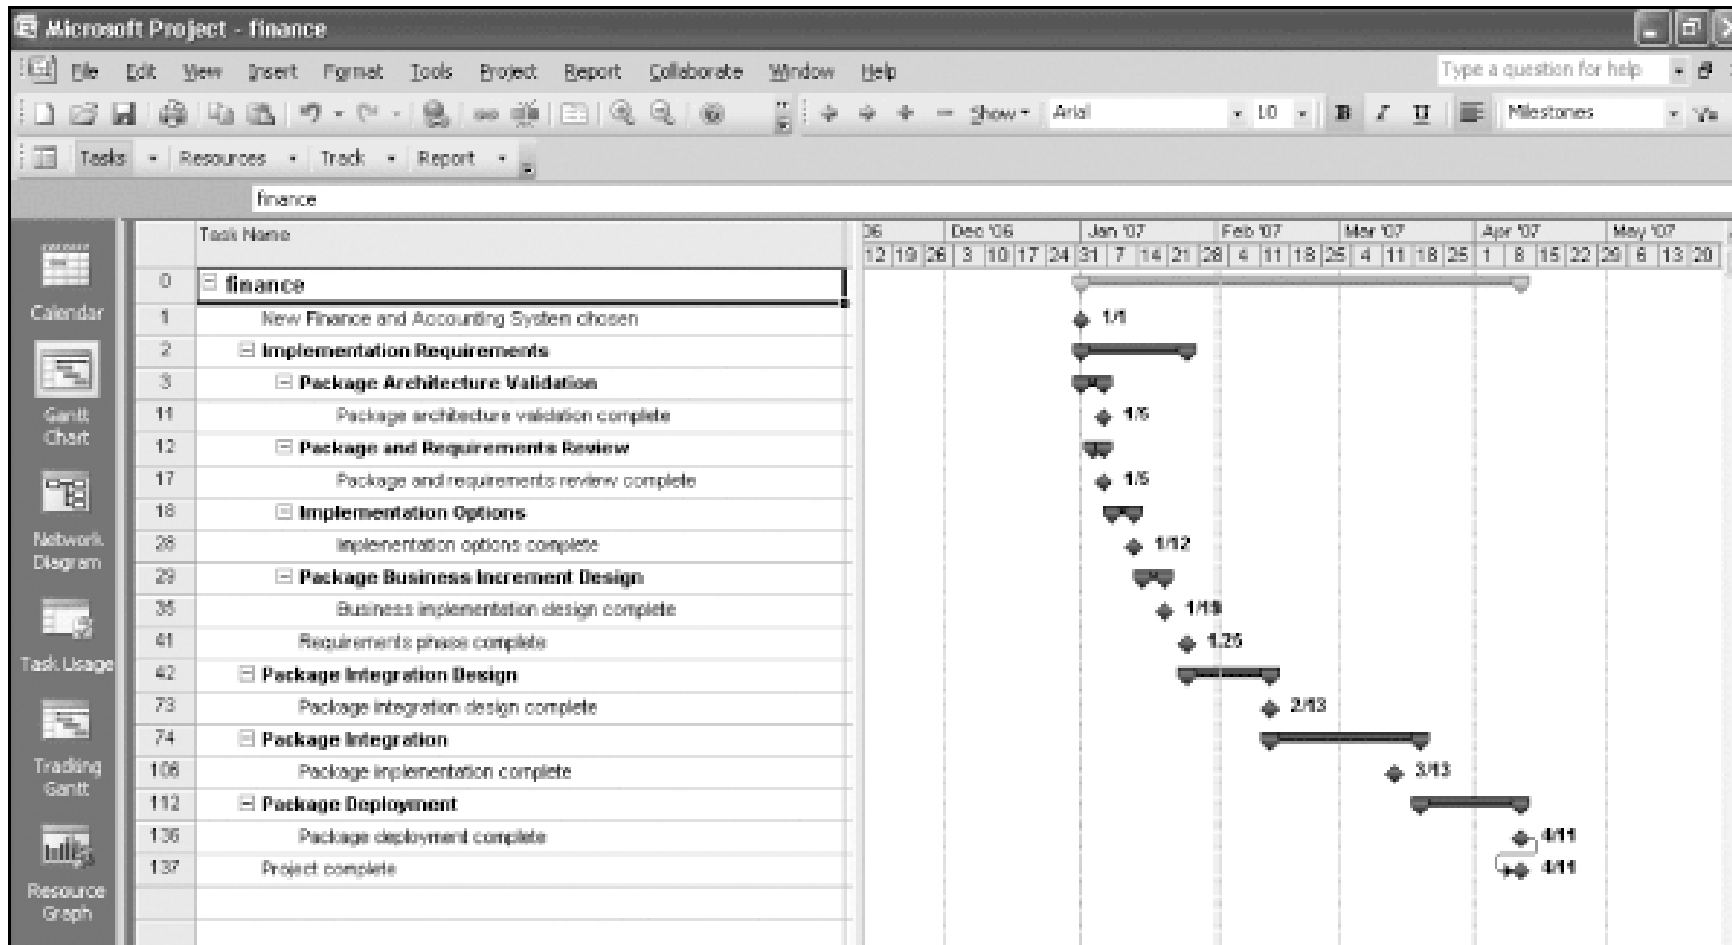 Microsoft Project - finance
File Edit View Insert Format Tools Project Report Collaborate Window Help Type a question for help
Show Arial 10 B I U Milestones
Tasks Resources Track Report
finance
Task Name
06 Dec '06 Jan '07 Feb '07 Mar '07 Apr '07 May '07
12 19 26 3 10 17 24 31 7 14 21 28 4 11 18 25 4 11 18 25 1 8 15 22 29 6 13 20
0 finance
1 New Finance and Accounting System chosen 1/1
2 Implementation Requirements
3 Package Architecture Validation
11 Package architecture validation complete 1/5
12 Package and Requirements Review
17 Package and requirements review complete 1/5
18 Implementation Options
28 Implementation options complete 1/12
29 Package Business Increment Design
35 Business implementation design complete 1/19
41 Requirements phase complete 1/25
42 Package Integration Design
73 Package integration design complete 2/13
74 Package Integration
Package implementation complete 3/13
112 Package Deployment
136 Package deployment complete 4/11
137 Project complete 4/11
Calendar
Gantt
Chart
Network
Diagram
Task Usage
Tracking
Gantt
Resource
Graph